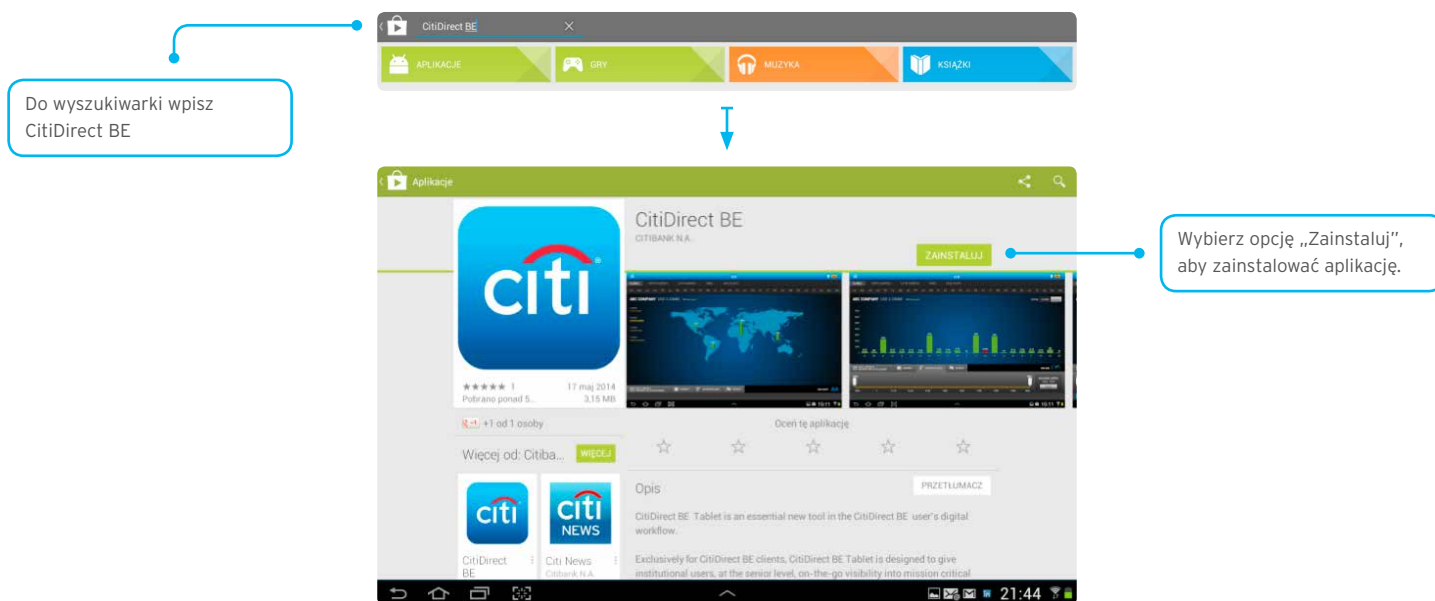 CitiDirect BE
APLIKACJE
GRY
MUZYKA
KSIĄŻKI
Do wyszukiwarki wpisz
CitiDirect BE
Aplikacje
citi
CitiDirect BE
CITIBANK N.A.
ZAINSTALUJ
Wybierz opcję „Zainstaluj”,
aby zainstalować aplikację.
ABC COMPANY
1
17 maj 2014
Pobrano ponad 5...
3,15 MB
+1 od 1 osoby
Oceń tę aplikację
Więcej od: Citiba...
WIĘCEJ
Opis
PRZETŁUMACZ
CitiDirect BE Tablet is an essential new tool in the CitiDirect BE user's digital
workflow.
Exclusively for CitiDirect BE clients, CitiDirect BE Tablet is designed to give
institutional users, at the senior level, on-the-go visibility into mission critical
citi
CitiDirect
BE
citi
NEWS
Citi News
Citibank N.A.
21:44